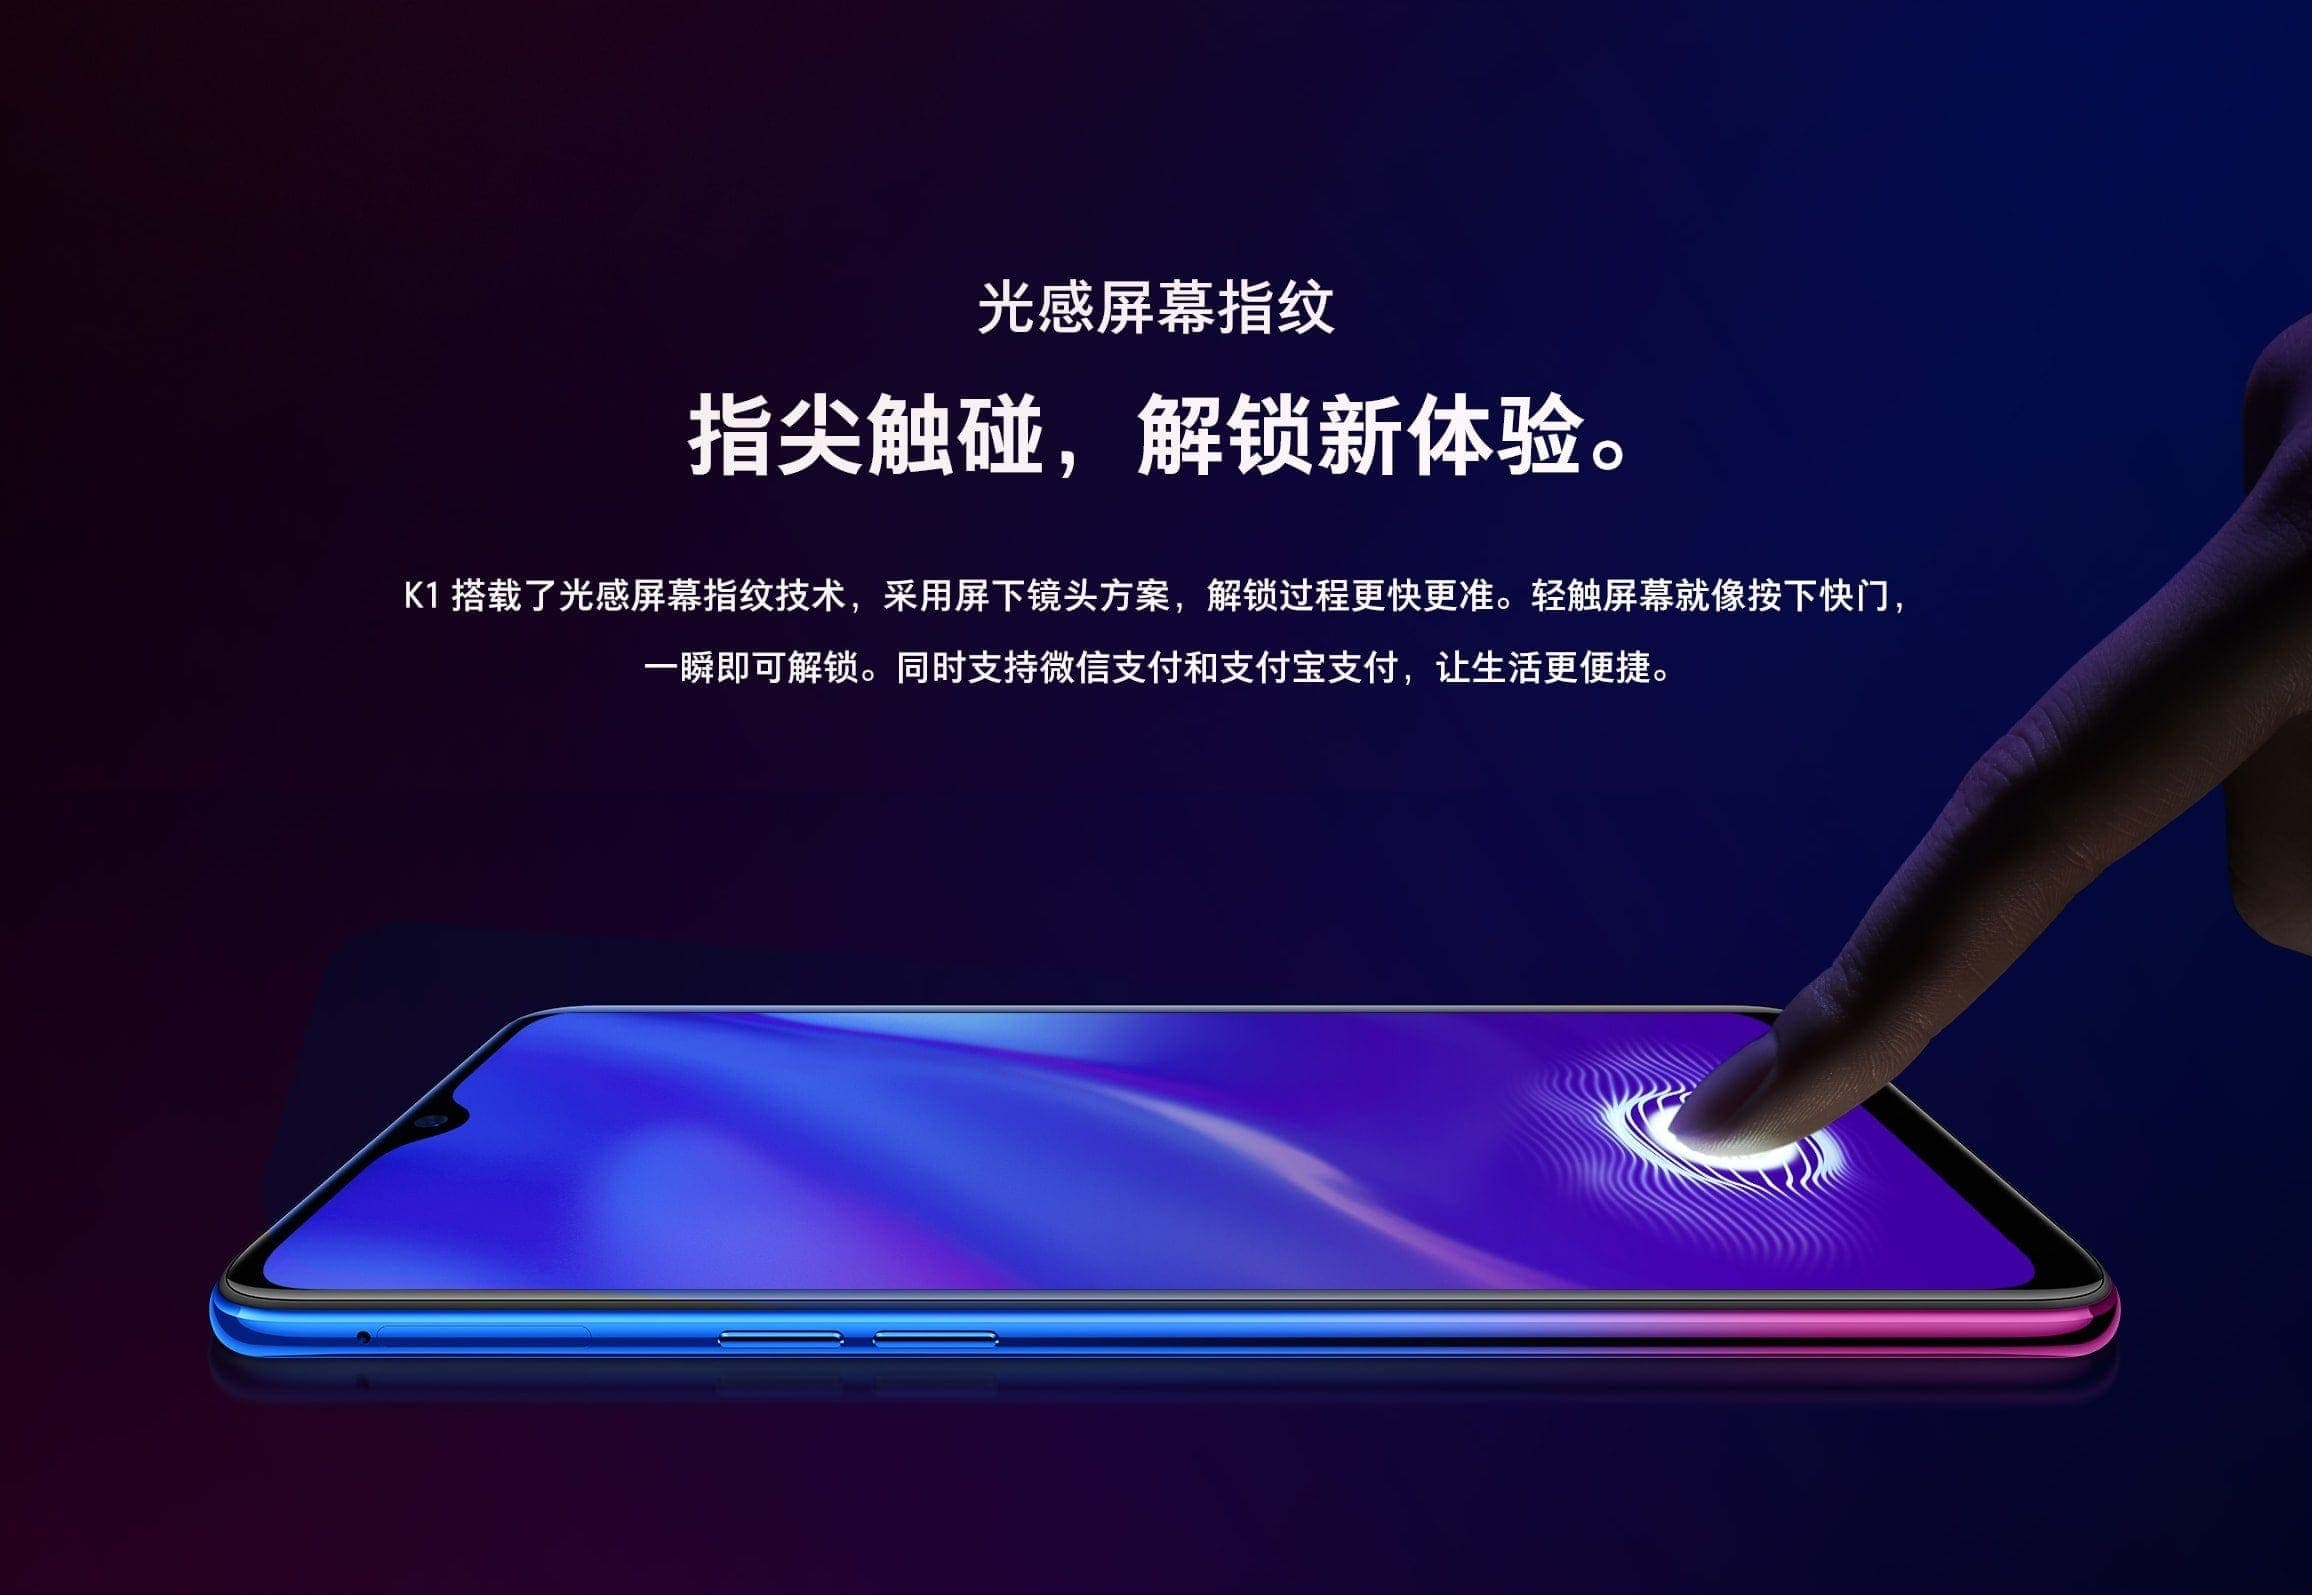 光感屏幕指纹
指尖触碰，解锁新体验。
K1 搭载了光感屏幕指纹技术，采用屏下镜头方案，解锁过程更快更准。轻触屏幕就像按下快门，
一瞬即可解锁。同时支持微信支付和支付宝支付，让生活更便捷。